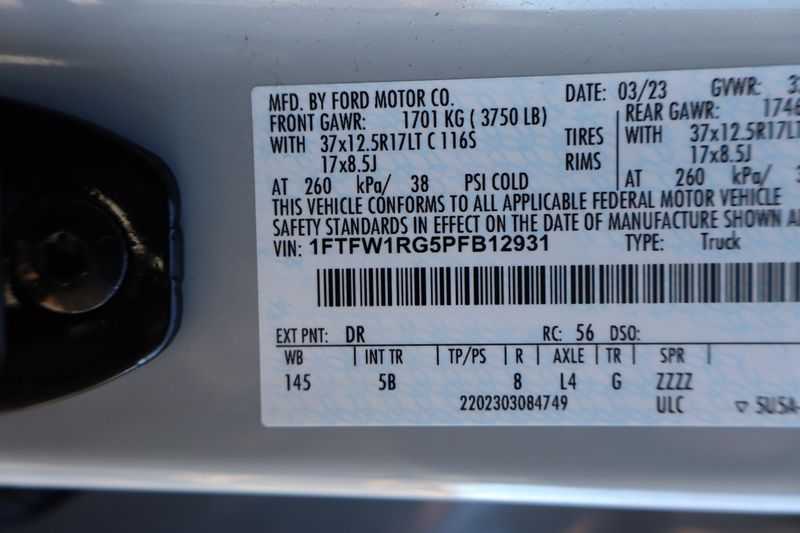 MFD. BY FORD MOTOR CO. DATE: 03/23 GVWR:
FRONT GAWR: 1701 KG ( 3750 LB) REAR GAWR: 1746
WITH 37x12.5R17LT C 116S TIRES WITH 37x12.5R17LT
17x8.5J RIMS 17x8.5J
AT 260 kPa/ 38 PSI COLD AT 260 kPa/
THIS VEHICLE CONFORMS TO ALL APPLICABLE FEDERAL MOTOR VEHICLE
SAFETY STANDARDS IN EFFECT ON THE DATE OF MANUFACTURE SHOWN
VIN: 1FTFW1RG5PFB12931 TYPE: Truck
EXT PNT: DR RC: 56 DSO:
WB INT TR TP/PS R AXLE TR SPR
145 5B 8 L4 G ZZZZ
2202303084749 ULC ▽ 5U5A-